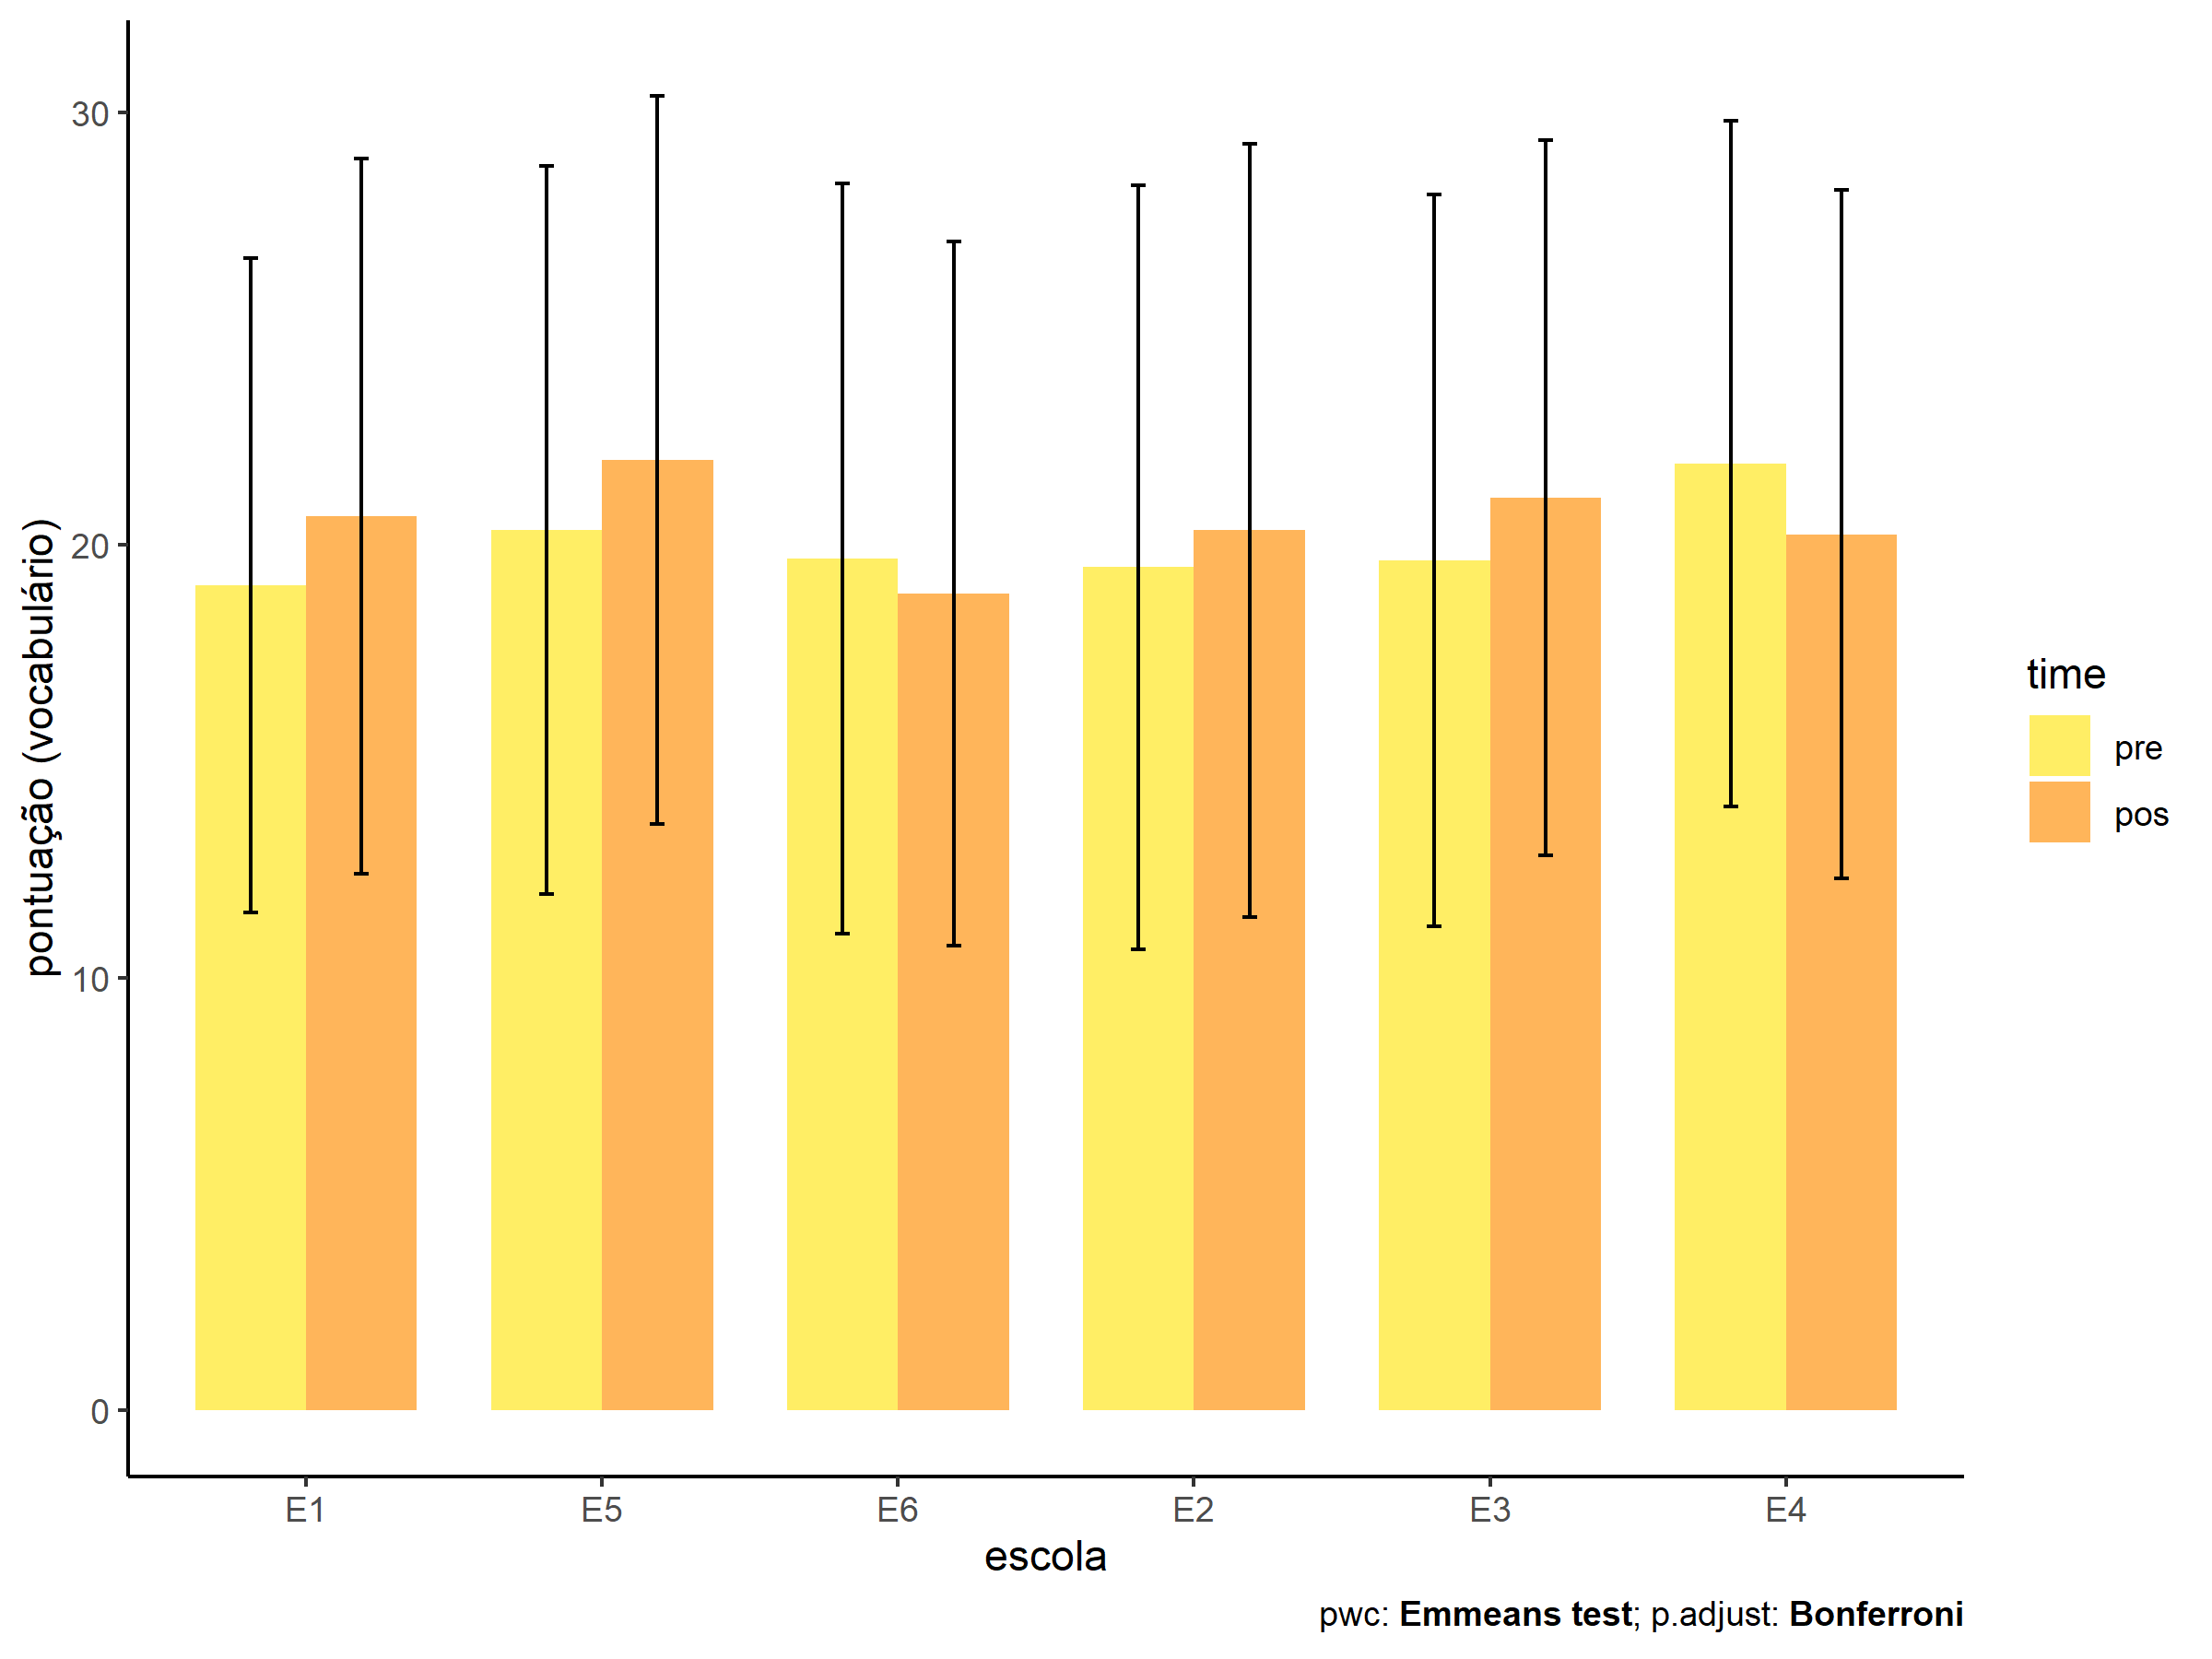 pontuação (vocabulário)
30
20
10
0
E1
E5
E6
E2
E3
E4
escola
time
pre
pos
pwc: Emmeans test; p.adjust: Bonferroni